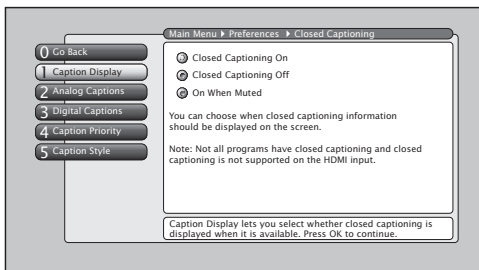 Main Menu Preferences Closed Captioning
0 Go Back
1 Caption Display
2 Analog Captions
3 Digital Captions
4 Caption Priority
5 Caption Style
Closed Captioning On
Closed Captioning Off
On When Muted
You can choose when closed captioning information
should be displayed on the screen.
Note: Not all programs have closed captioning and closed
captioning is not supported on the HDMI input.
Caption Display lets you select whether closed captioning is
displayed when it is available. Press OK to continue.